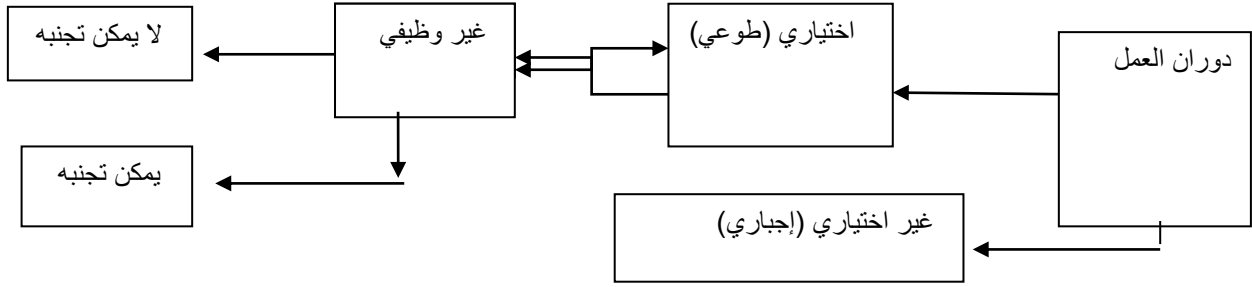 دوران العمل
اختياري (طوعي)
غير وظيفي
لا يمكن تجنبه
يمكن تجنبه
غير اختياري (إجباري)